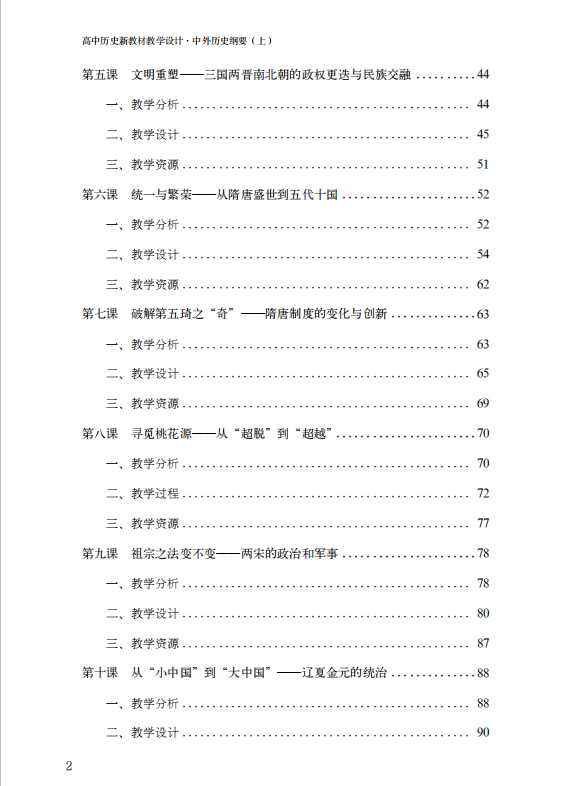 高中历史新教材教学设计·中外历史纲要（上）
第五课 文明重塑——三国两晋南北朝的政权更迭与民族交融 .......... 44
一、教学分析 .......... 44
二、教学设计 .......... 45
三、教学资源 .......... 51
第六课 统一与繁荣——从隋唐盛世到五代十国 .......... 52
一、教学分析 .......... 52
二、教学设计 .......... 54
三、教学资源 .......... 62
第七课 破解第五琦之“奇”——隋唐制度的变化与创新 .......... 63
一、教学分析 .......... 63
二、教学设计 .......... 65
三、教学资源 .......... 69
第八课 寻觅桃花源——从“超脱”到“超越” .......... 70
一、教学分析 .......... 70
二、教学过程 .......... 72
三、教学资源 .......... 77
第九课 祖宗之法变不变——两宋的政治和军事 .......... 78
一、教学分析 .......... 78
二、教学设计 .......... 80
三、教学资源 .......... 87
第十课 从“小中国”到“大中国”——辽夏金元的统治 .......... 88
一、教学分析 .......... 88
二、教学设计 .......... 90
2